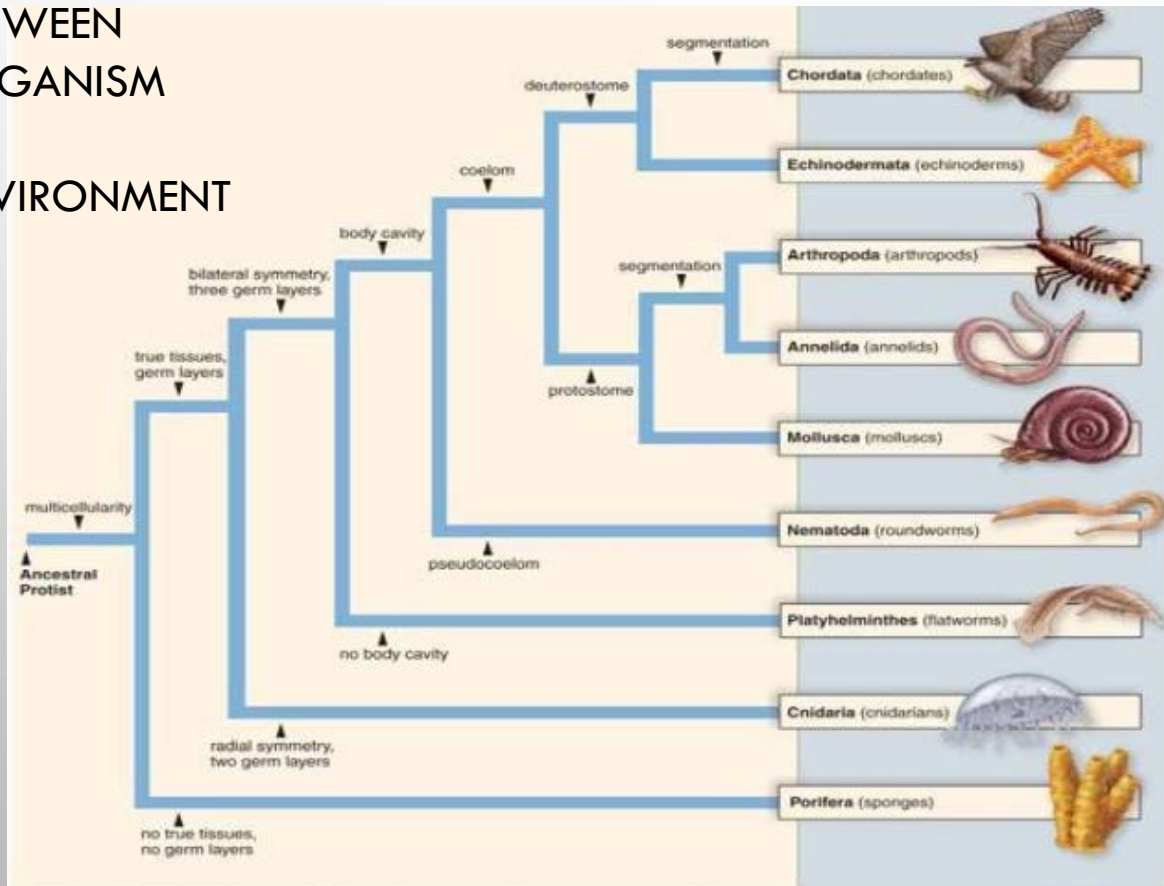 WEEN
GANISM
VIRONMENT
segmentation
Chordata (chordates)
deuterostome
Echinodermata (echinoderms)
coelom
body cavity
Arthropoda (arthropods)
segmentation
bilateral symmetry,
three germ layers
Annelida (annelids)
true tissues,
germ layers
protostome
Mollusca (molluscs)
multicellularity
Nematoda (roundworms)
pseudocoelom
Ancestral
Protist
Platyhelminthes (flatworms)
no body cavity
Cnidaria (cnidarians)
radial symmetry,
two germ layers
Porifera (sponges)
no true tissues,
no germ layers